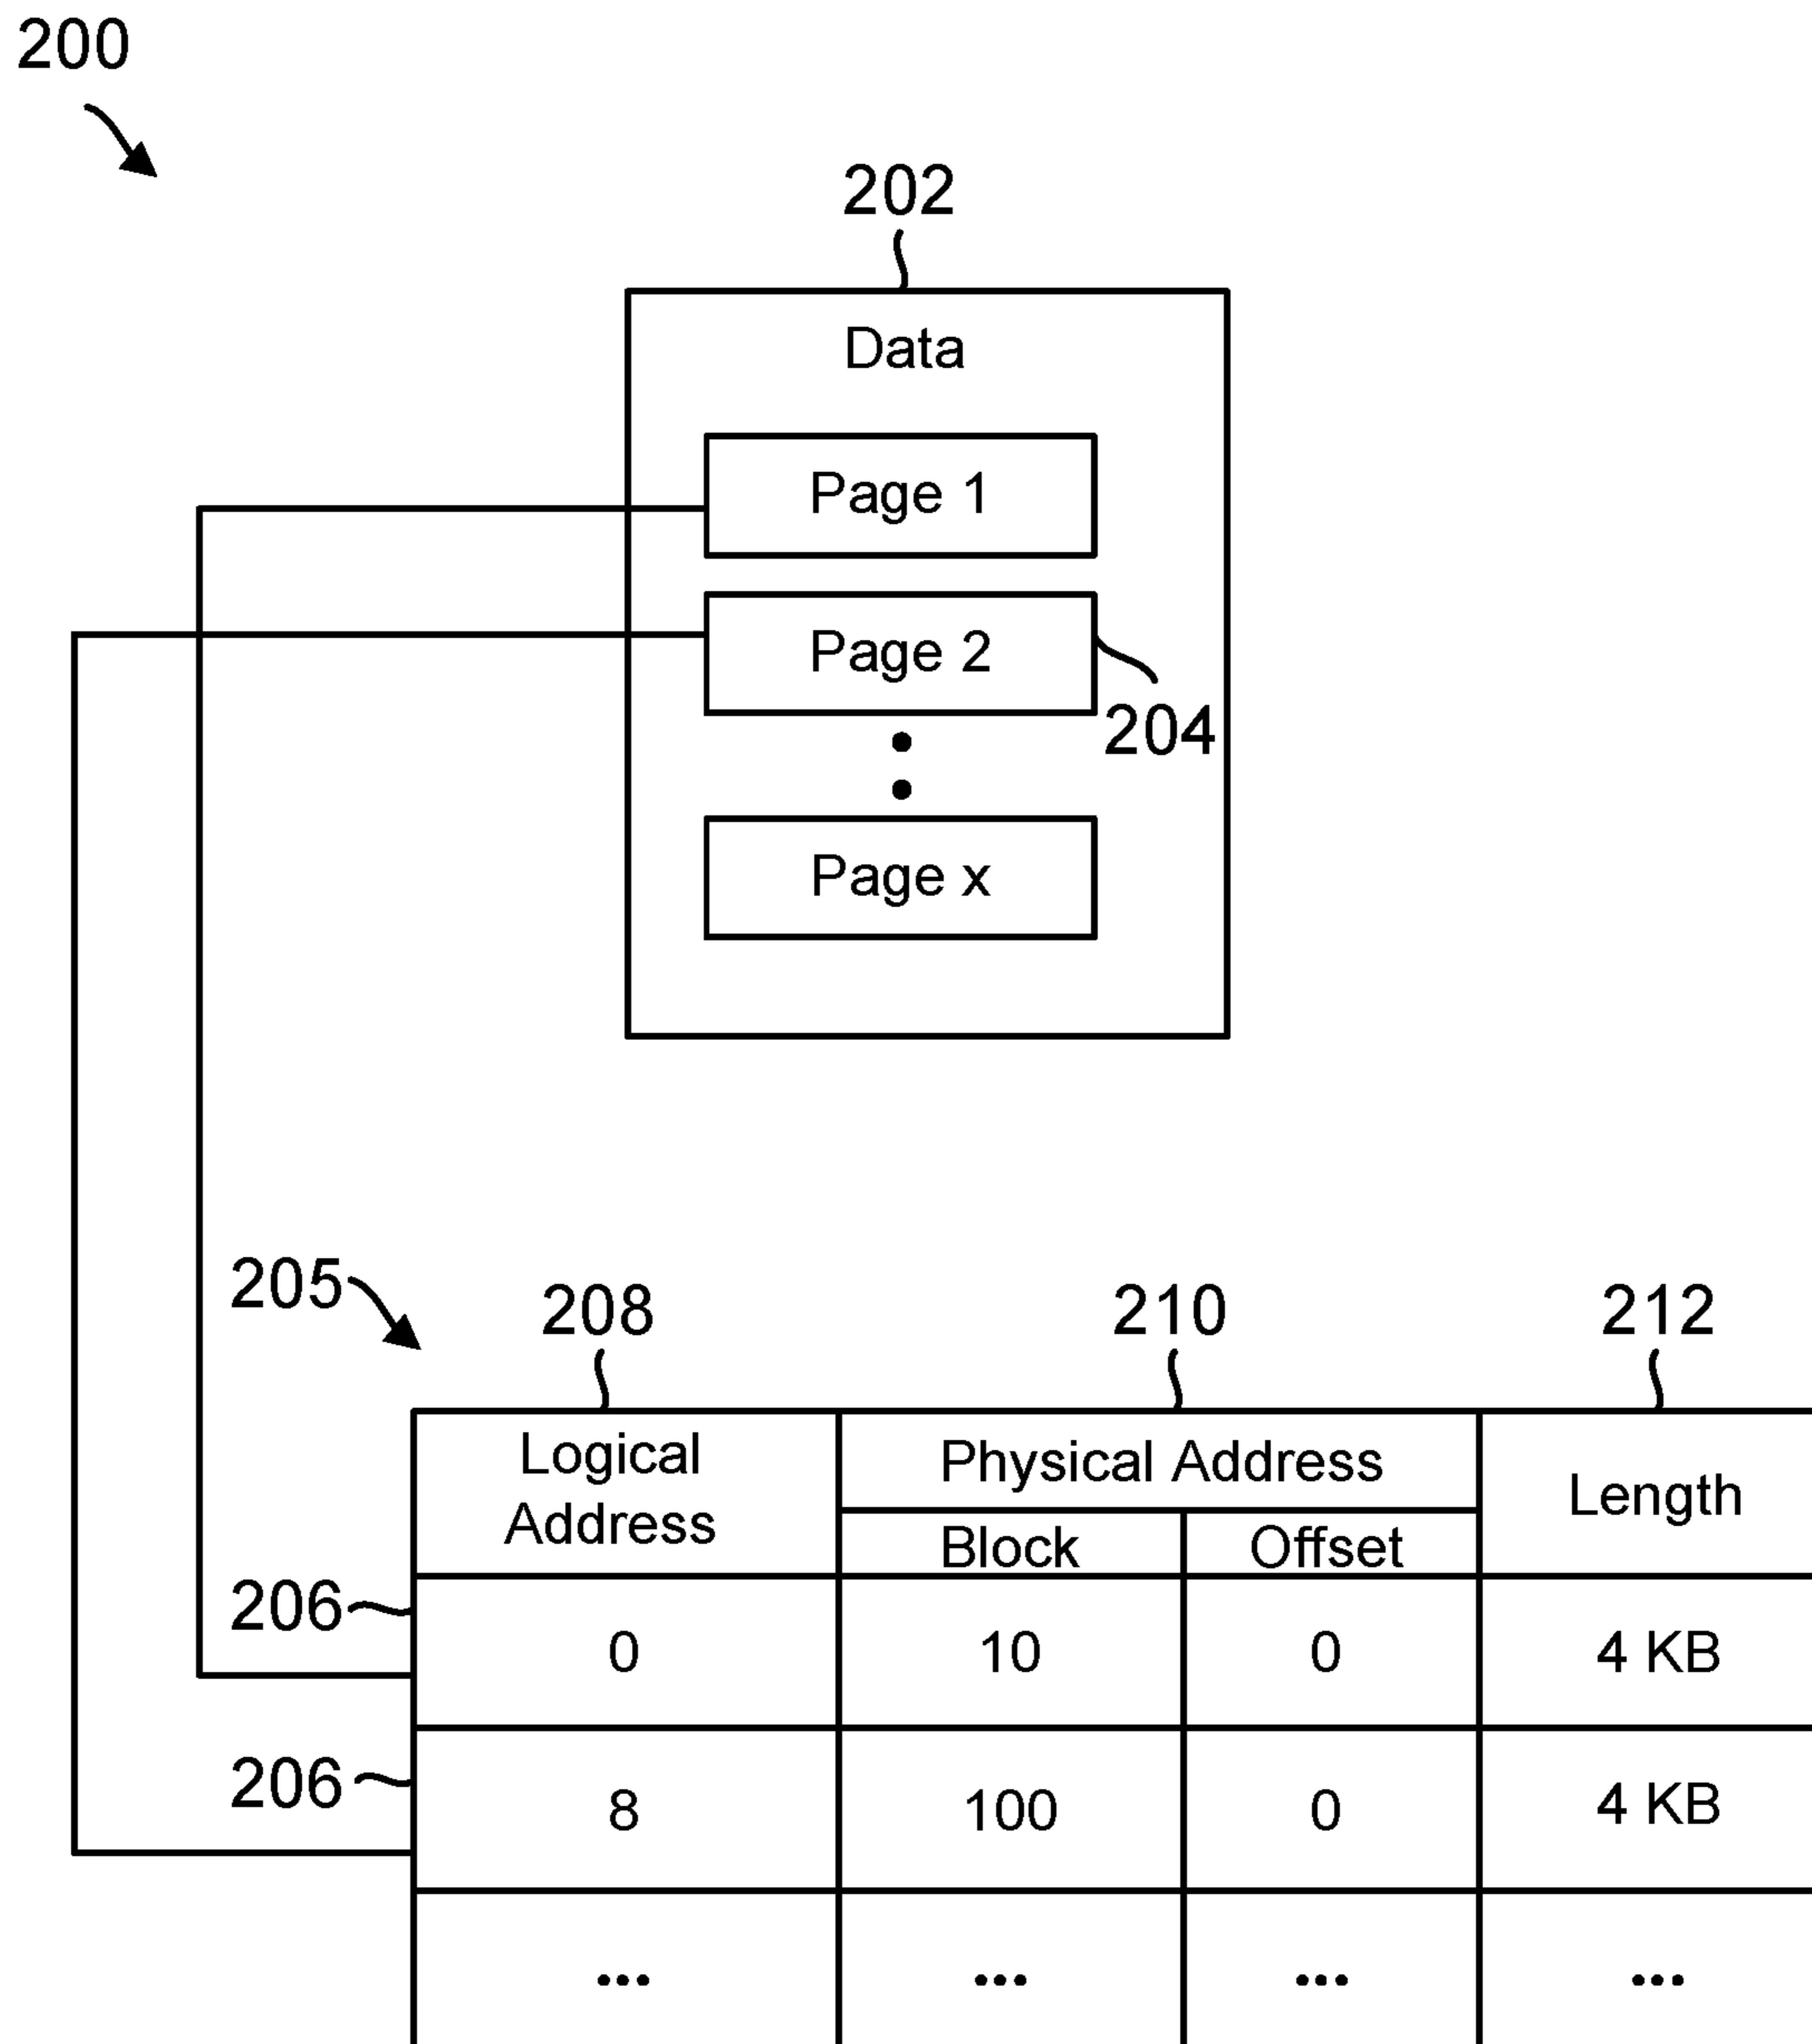 200
202
Data
Page 1
Page 2
204
Page x
205
208
210
212
Logical
Address
Physical Address
Length
Block
Offset
206
0
10
0
4 KB
206
8
100
0
4 KB
...
...
...
...